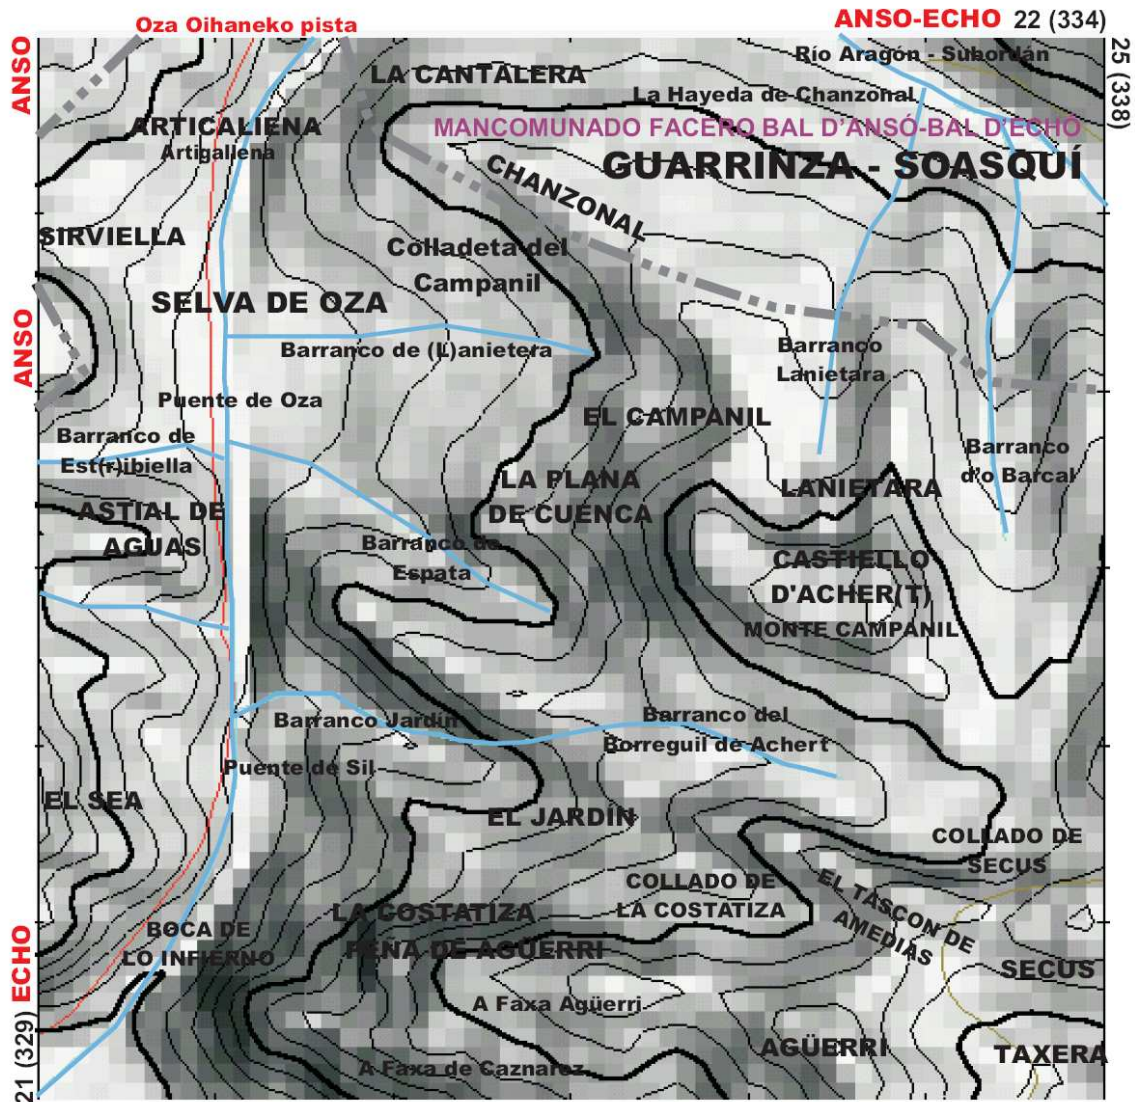 Oza Oihaneko pista
ANSO-ECHO 22 (334)
ANSO
25 (338)
Río Aragón - Subordán
LA CANTALERA
La Hayeda de Chanzonal
ARTICALIENA
MANCOMUNADO FACERO BAL D'ANSÓ-BAL D'ECHO
Artigallena
GUARRINZA - SOASQUÍ
CHANZONAL
SIRVIELLA
Colladeta del
Campanil
SELVA DE OZA
ANSO
Barranco de (L)anietera
Barranco
Lanietara
Puente de Oza
EL CAMPANIL
Barranco de
Est(r)ibiella
Barranco
d'o Barcal
LA PLANA
DE CUENCA
LANIETARA
ASTIAL DE
AGUAS
Barranco de
Espata
CASTIELLO
D'ACHER(T)
MONTE CAMPANIL
Barranco Jardín
Barranco del
Borreguil de Achert
Puente de Sil
EL SEA
EL JARDÍN
COLLADO DE
SECUS
COLLADO DE
LA COSTATIZA
EL TASCON DE
AMEDIAS
LA COSTATIZA
BOCA DE
LO INFIERNO
PEÑA DE AGÜERRI
SECUS
ECHO
A Faxa Agüerri
AGÜERRI
TAXERA
A Faxa de Caznarez
21 (329)